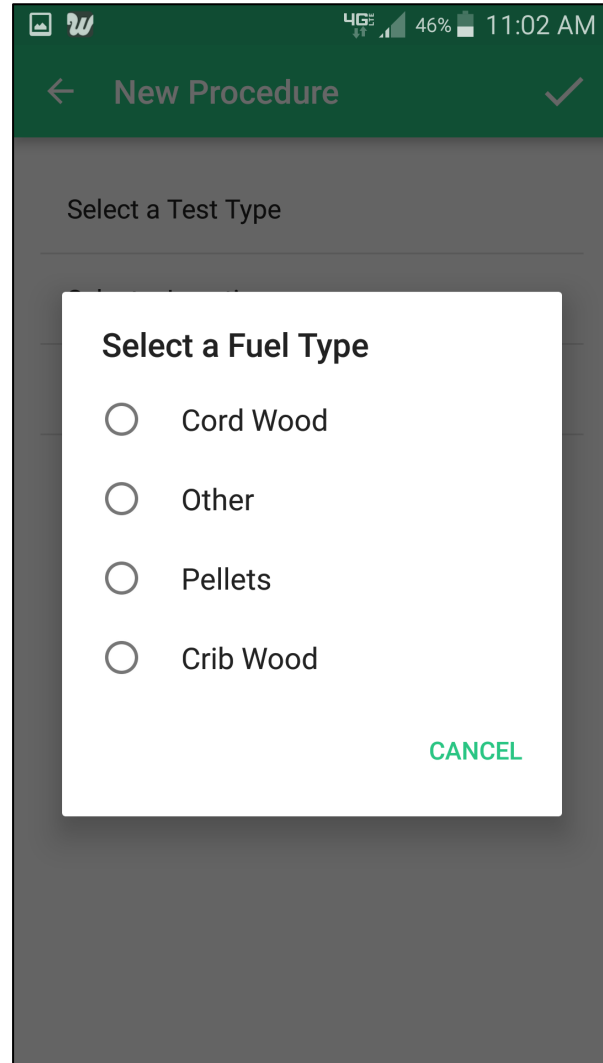 4G LTE 46% 11:02 AM
New Procedure
Select a Test Type
Select a Fuel Type
Cord Wood
Other
Pellets
Crib Wood
CANCEL